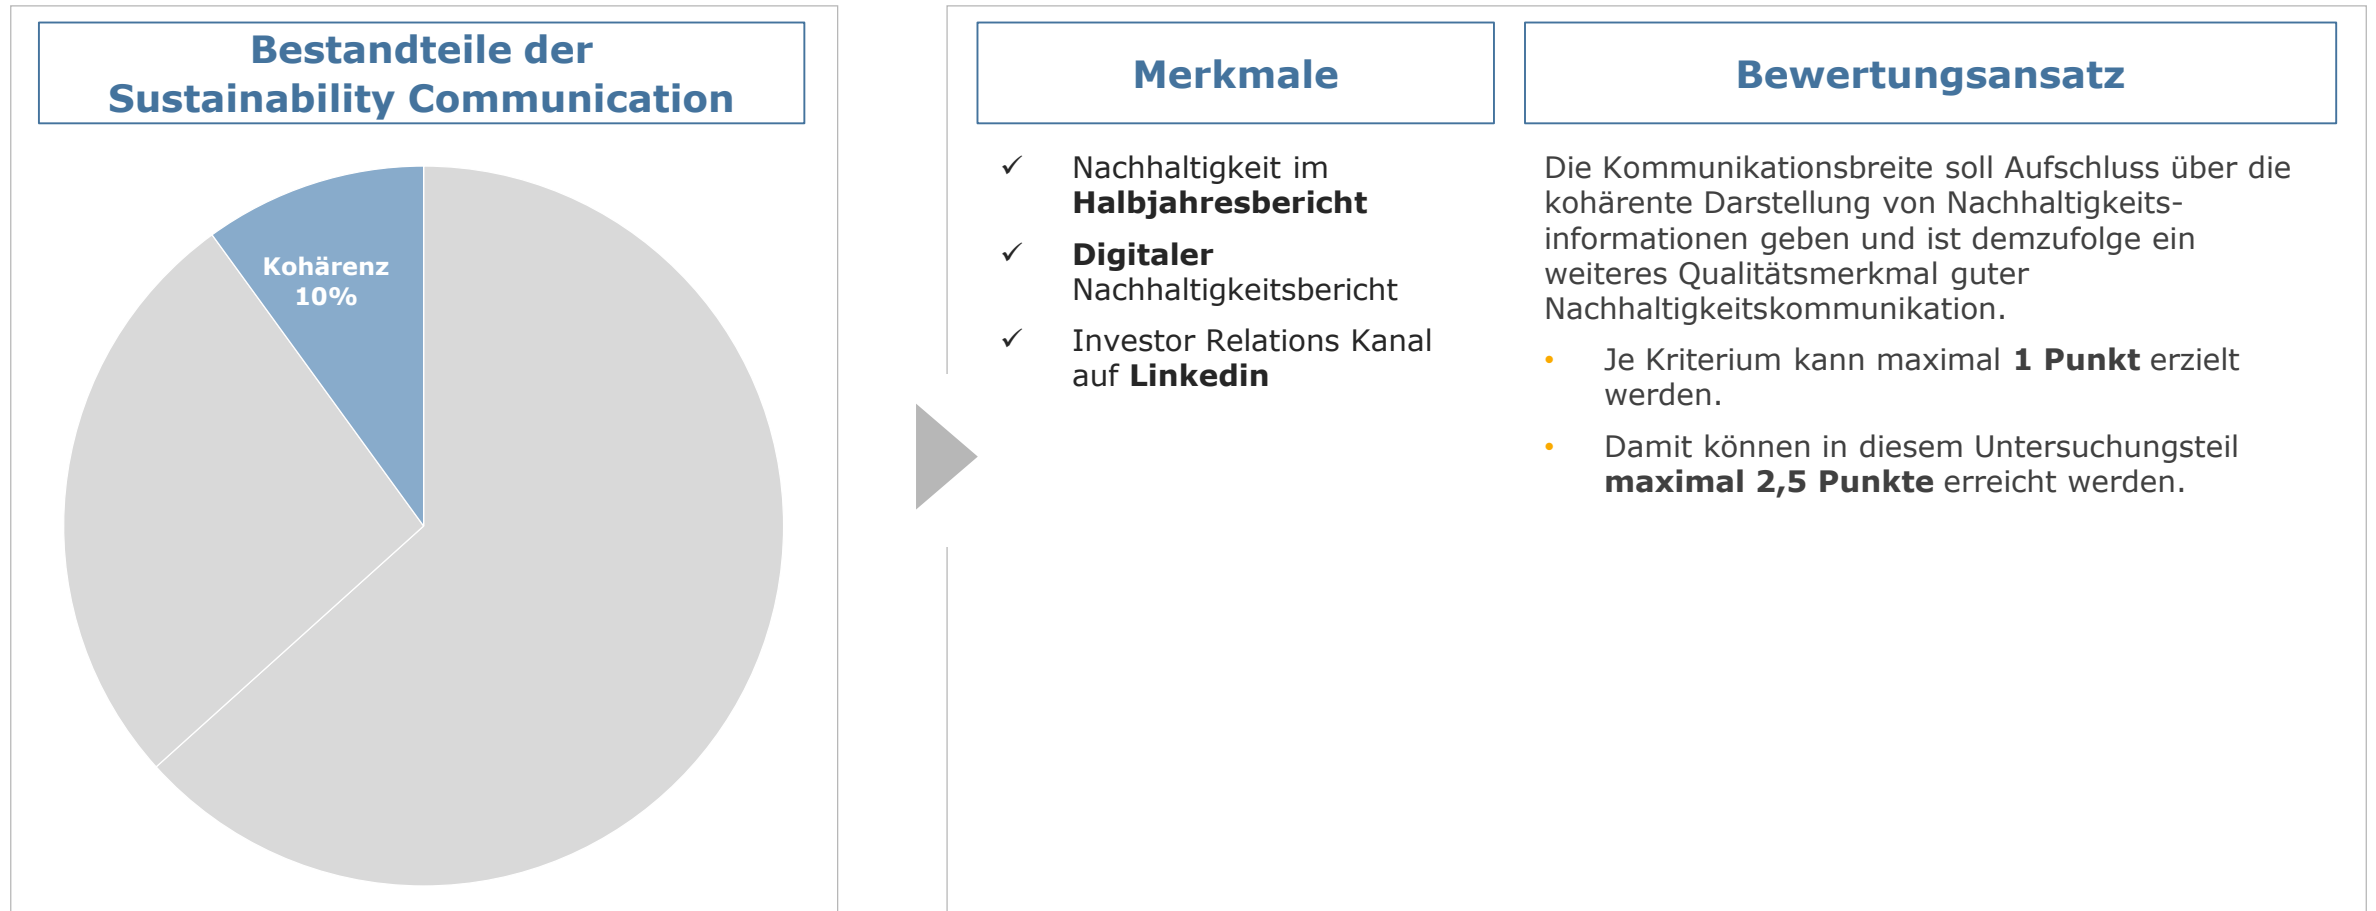 Bestandteile der
Sustainability Communication
Kohärenz
10%
Merkmale
✓ Nachhaltigkeit im
Halbjahresbericht
✓ Digitaler
Nachhaltigkeitsbericht
✓ Investor Relations Kanal
auf Linkedin
Bewertungsansatz
Die Kommunikationsbreite soll Aufschluss über die
kohärente Darstellung von Nachhaltigkeits-
informationen geben und ist demzufolge ein
weiteres Qualitätsmerkmal guter
Nachhaltigkeitskommunikation.
• Je Kriterium kann maximal 1 Punkt erzielt
werden.
• Damit können in diesem Untersuchungsteil
maximal 2,5 Punkte erreicht werden.